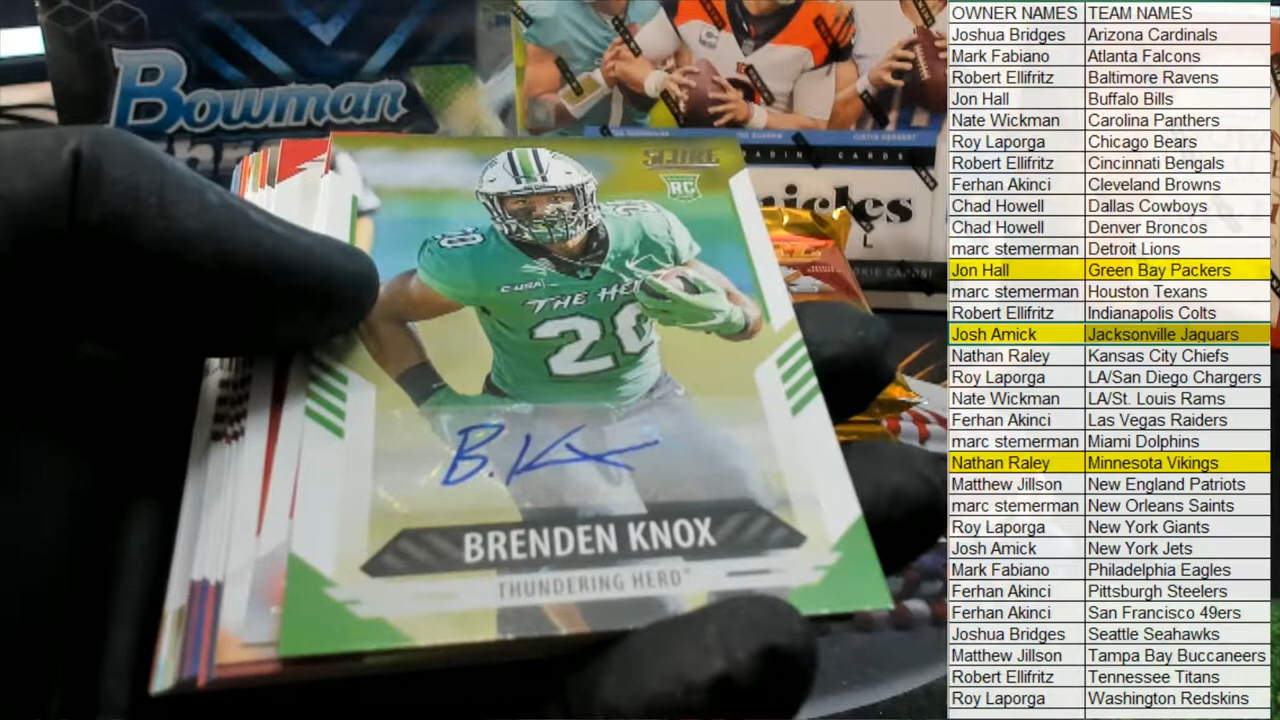 Bowman
SCORE
RC
20
C-USA
THE HE
20
B. K
BRENDEN KNOX
THUNDERING HERD
OWNER NAMES TEAM NAMES
Joshua Bridges Arizona Cardinals
Mark Fabiano Atlanta Falcons
Robert Ellifritz Baltimore Ravens
Jon Hall Buffalo Bills
Nate Wickman Carolina Panthers
Roy Laporga Chicago Bears
Robert Ellifritz Cincinnati Bengals
Ferhan Akinci Cleveland Browns
Chad Howell Dallas Cowboys
Chad Howell Denver Broncos
marc stemerman Detroit Lions
Jon Hall Green Bay Packers
marc stemerman Houston Texans
Robert Ellifritz Indianapolis Colts
Josh Amick Jacksonville Jaguars
Nathan Raley Kansas City Chiefs
Roy Laporga LA/San Diego Chargers
Nate Wickman LA/St. Louis Rams
Ferhan Akinci Las Vegas Raiders
marc stemerman Miami Dolphins
Nathan Raley Minnesota Vikings
Matthew Jillson New England Patriots
marc stemerman New Orleans Saints
Roy Laporga New York Giants
Josh Amick New York Jets
Mark Fabiano Philadelphia Eagles
Ferhan Akinci Pittsburgh Steelers
Ferhan Akinci San Francisco 49ers
Joshua Bridges Seattle Seahawks
Matthew Jillson Tampa Bay Buccaneers
Robert Ellifritz Tennessee Titans
Roy Laporga Washington Redskins